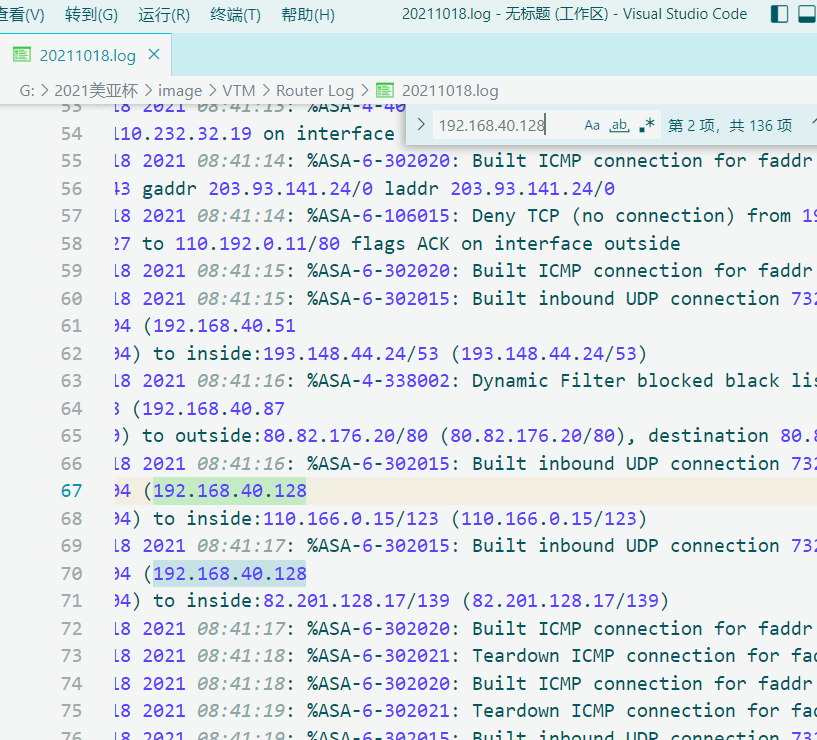 查看(V) 转到(G) 运行(R) 终端(T) 帮助(H) 20211018.log - 无标题 (工作区) - Visual Studio Code
20211018.log ×
G: > 2021美亚杯 > image > VTM > Router Log > 20211018.log
192.168.40.128 Aa ab .* 第 2 项，共 136 项
53 18 2021 08:41:13: %ASA-4-40
54 110.232.32.19 on interface
55 18 2021 08:41:14: %ASA-6-302020: Built ICMP connection for faddr
56 43 gaddr 203.93.141.24/0 laddr 203.93.141.24/0
57 18 2021 08:41:14: %ASA-6-106015: Deny TCP (no connection) from 19
58 27 to 110.192.0.11/80 flags ACK on interface outside
59 18 2021 08:41:15: %ASA-6-302020: Built ICMP connection for faddr
60 18 2021 08:41:15: %ASA-6-302015: Built inbound UDP connection 732
61 04 (192.168.40.51
62 04) to inside:193.148.44.24/53 (193.148.44.24/53)
63 18 2021 08:41:16: %ASA-4-338002: Dynamic Filter blocked black lis
64 (192.168.40.87
65 ) to outside:80.82.176.20/80 (80.82.176.20/80), destination 80.8
66 18 2021 08:41:16: %ASA-6-302015: Built inbound UDP connection 732
67 04 (192.168.40.128
68 04) to inside:110.166.0.15/123 (110.166.0.15/123)
69 18 2021 08:41:17: %ASA-6-302015: Built inbound UDP connection 732
70 04 (192.168.40.128
71 04) to inside:82.201.128.17/139 (82.201.128.17/139)
72 18 2021 08:41:17: %ASA-6-302020: Built ICMP connection for faddr
73 18 2021 08:41:18: %ASA-6-302021: Teardown ICMP connection for fad
74 18 2021 08:41:18: %ASA-6-302020: Built ICMP connection for faddr
75 18 2021 08:41:19: %ASA-6-302021: Teardown ICMP connection for fad
76 18 2021 08:41:19: %ASA-6-302015: Built inbound UDP connection 732